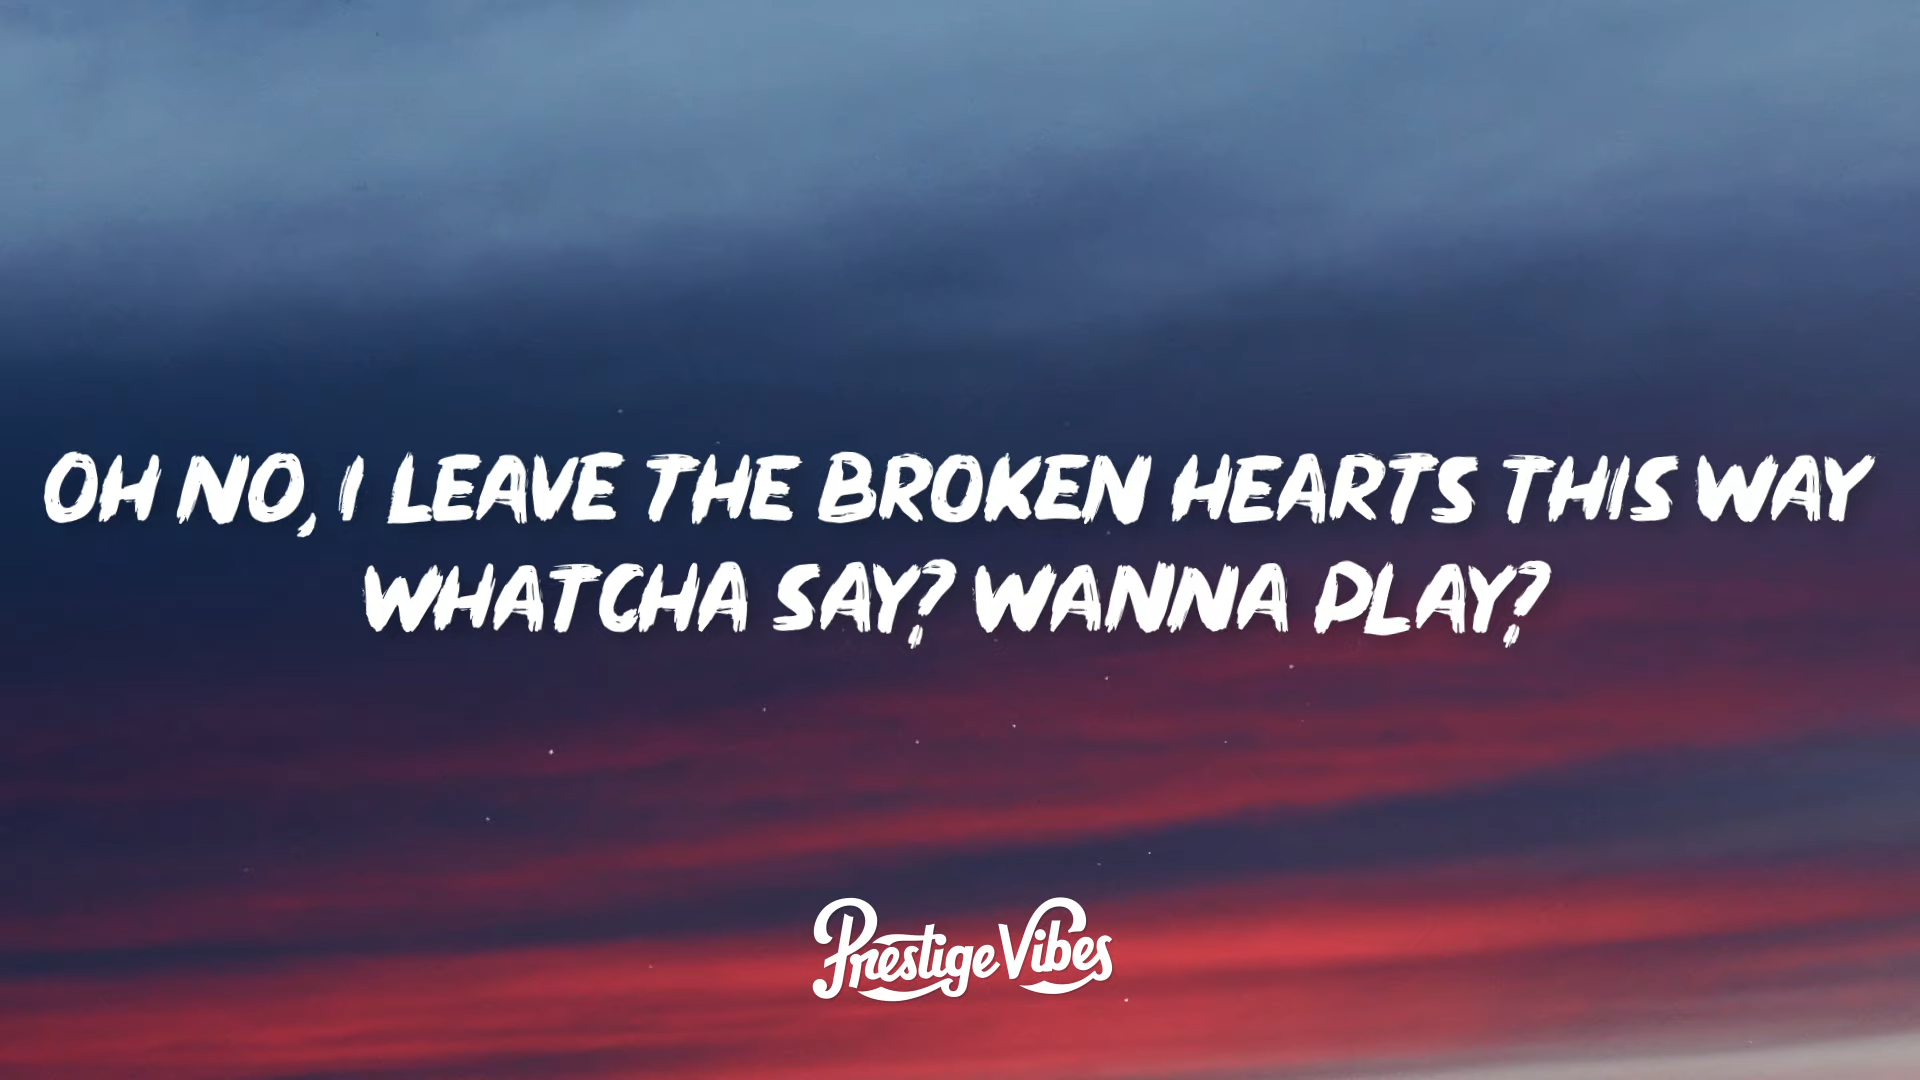 OH NO, I LEAVE THE BROKEN HEARTS THIS WAY
WHATCHA SAY? WANNA PLAY?
Prestige Vibes